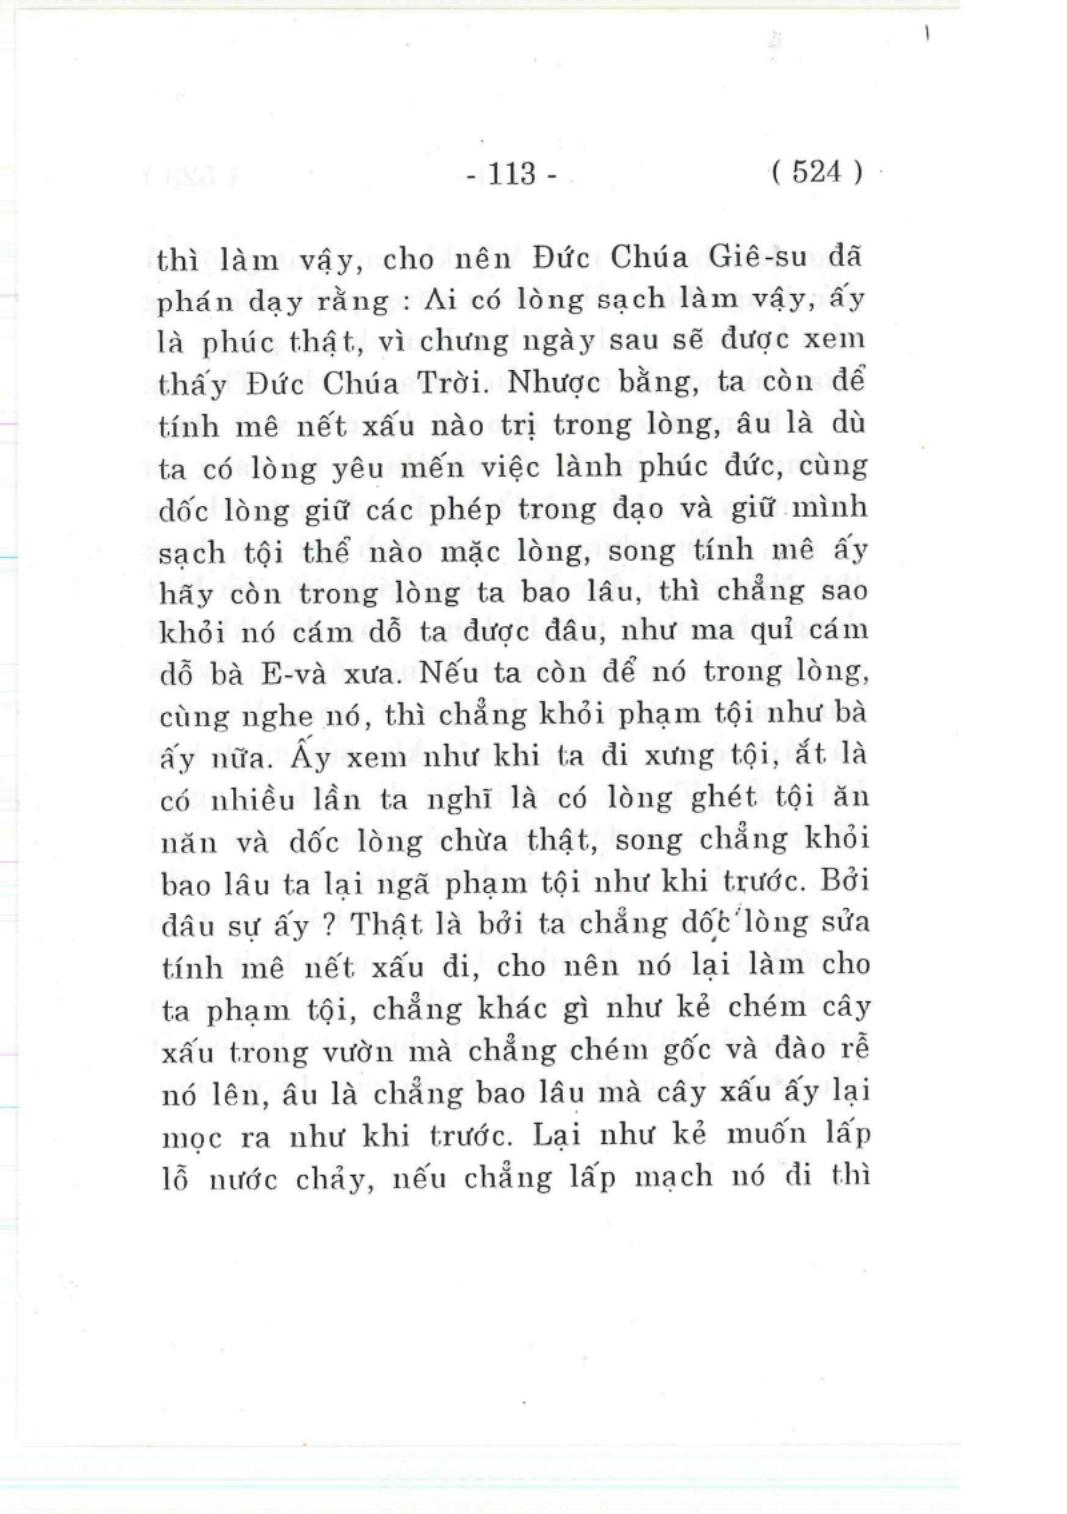 - 113 - ( 524 )
thì làm vậy, cho nên Đức Chúa Giê-su đã
phán dạy rằng : Ai có lòng sạch làm vậy, ấy
là phúc thật, vì chưng ngày sau sẽ được xem
thấy Đức Chúa Trời. Nhược bằng, ta còn để
tính mê nết xấu nào trị trong lòng, âu là dù
ta có lòng yêu mến việc lành phúc đức, cùng
dốc lòng giữ các phép trong đạo và giữ mình
sạch tội thể nào mặc lòng, song tính mê ấy
hãy còn trong lòng ta bao lâu, thì chẳng sao
khỏi nó cám dỗ ta được đâu, như ma quỉ cám
dỗ bà E-và xưa. Nếu ta còn để nó trong lòng,
cùng nghe nó, thì chẳng khỏi phạm tội như bà
ấy nữa. Ấy xem như khi ta đi xưng tội, ắt là
có nhiều lần ta nghĩ là có lòng ghét tội ăn
năn và dốc lòng chừa thật, song chẳng khỏi
bao lâu ta lại ngã phạm tội như khi trước. Bởi
đâu sự ấy ? Thật là bởi ta chẳng dốc lòng sửa
tính mê nết xấu đi, cho nên nó lại làm cho
ta phạm tội, chẳng khác gì như kẻ chém cây
xấu trong vườn mà chẳng chém gốc và đào rễ
nó lên, âu là chẳng bao lâu mà cây xấu ấy lại
mọc ra như khi trước. Lại như kẻ muốn lấp
lỗ nước chảy, nếu chẳng lấp mạch nó đi thì